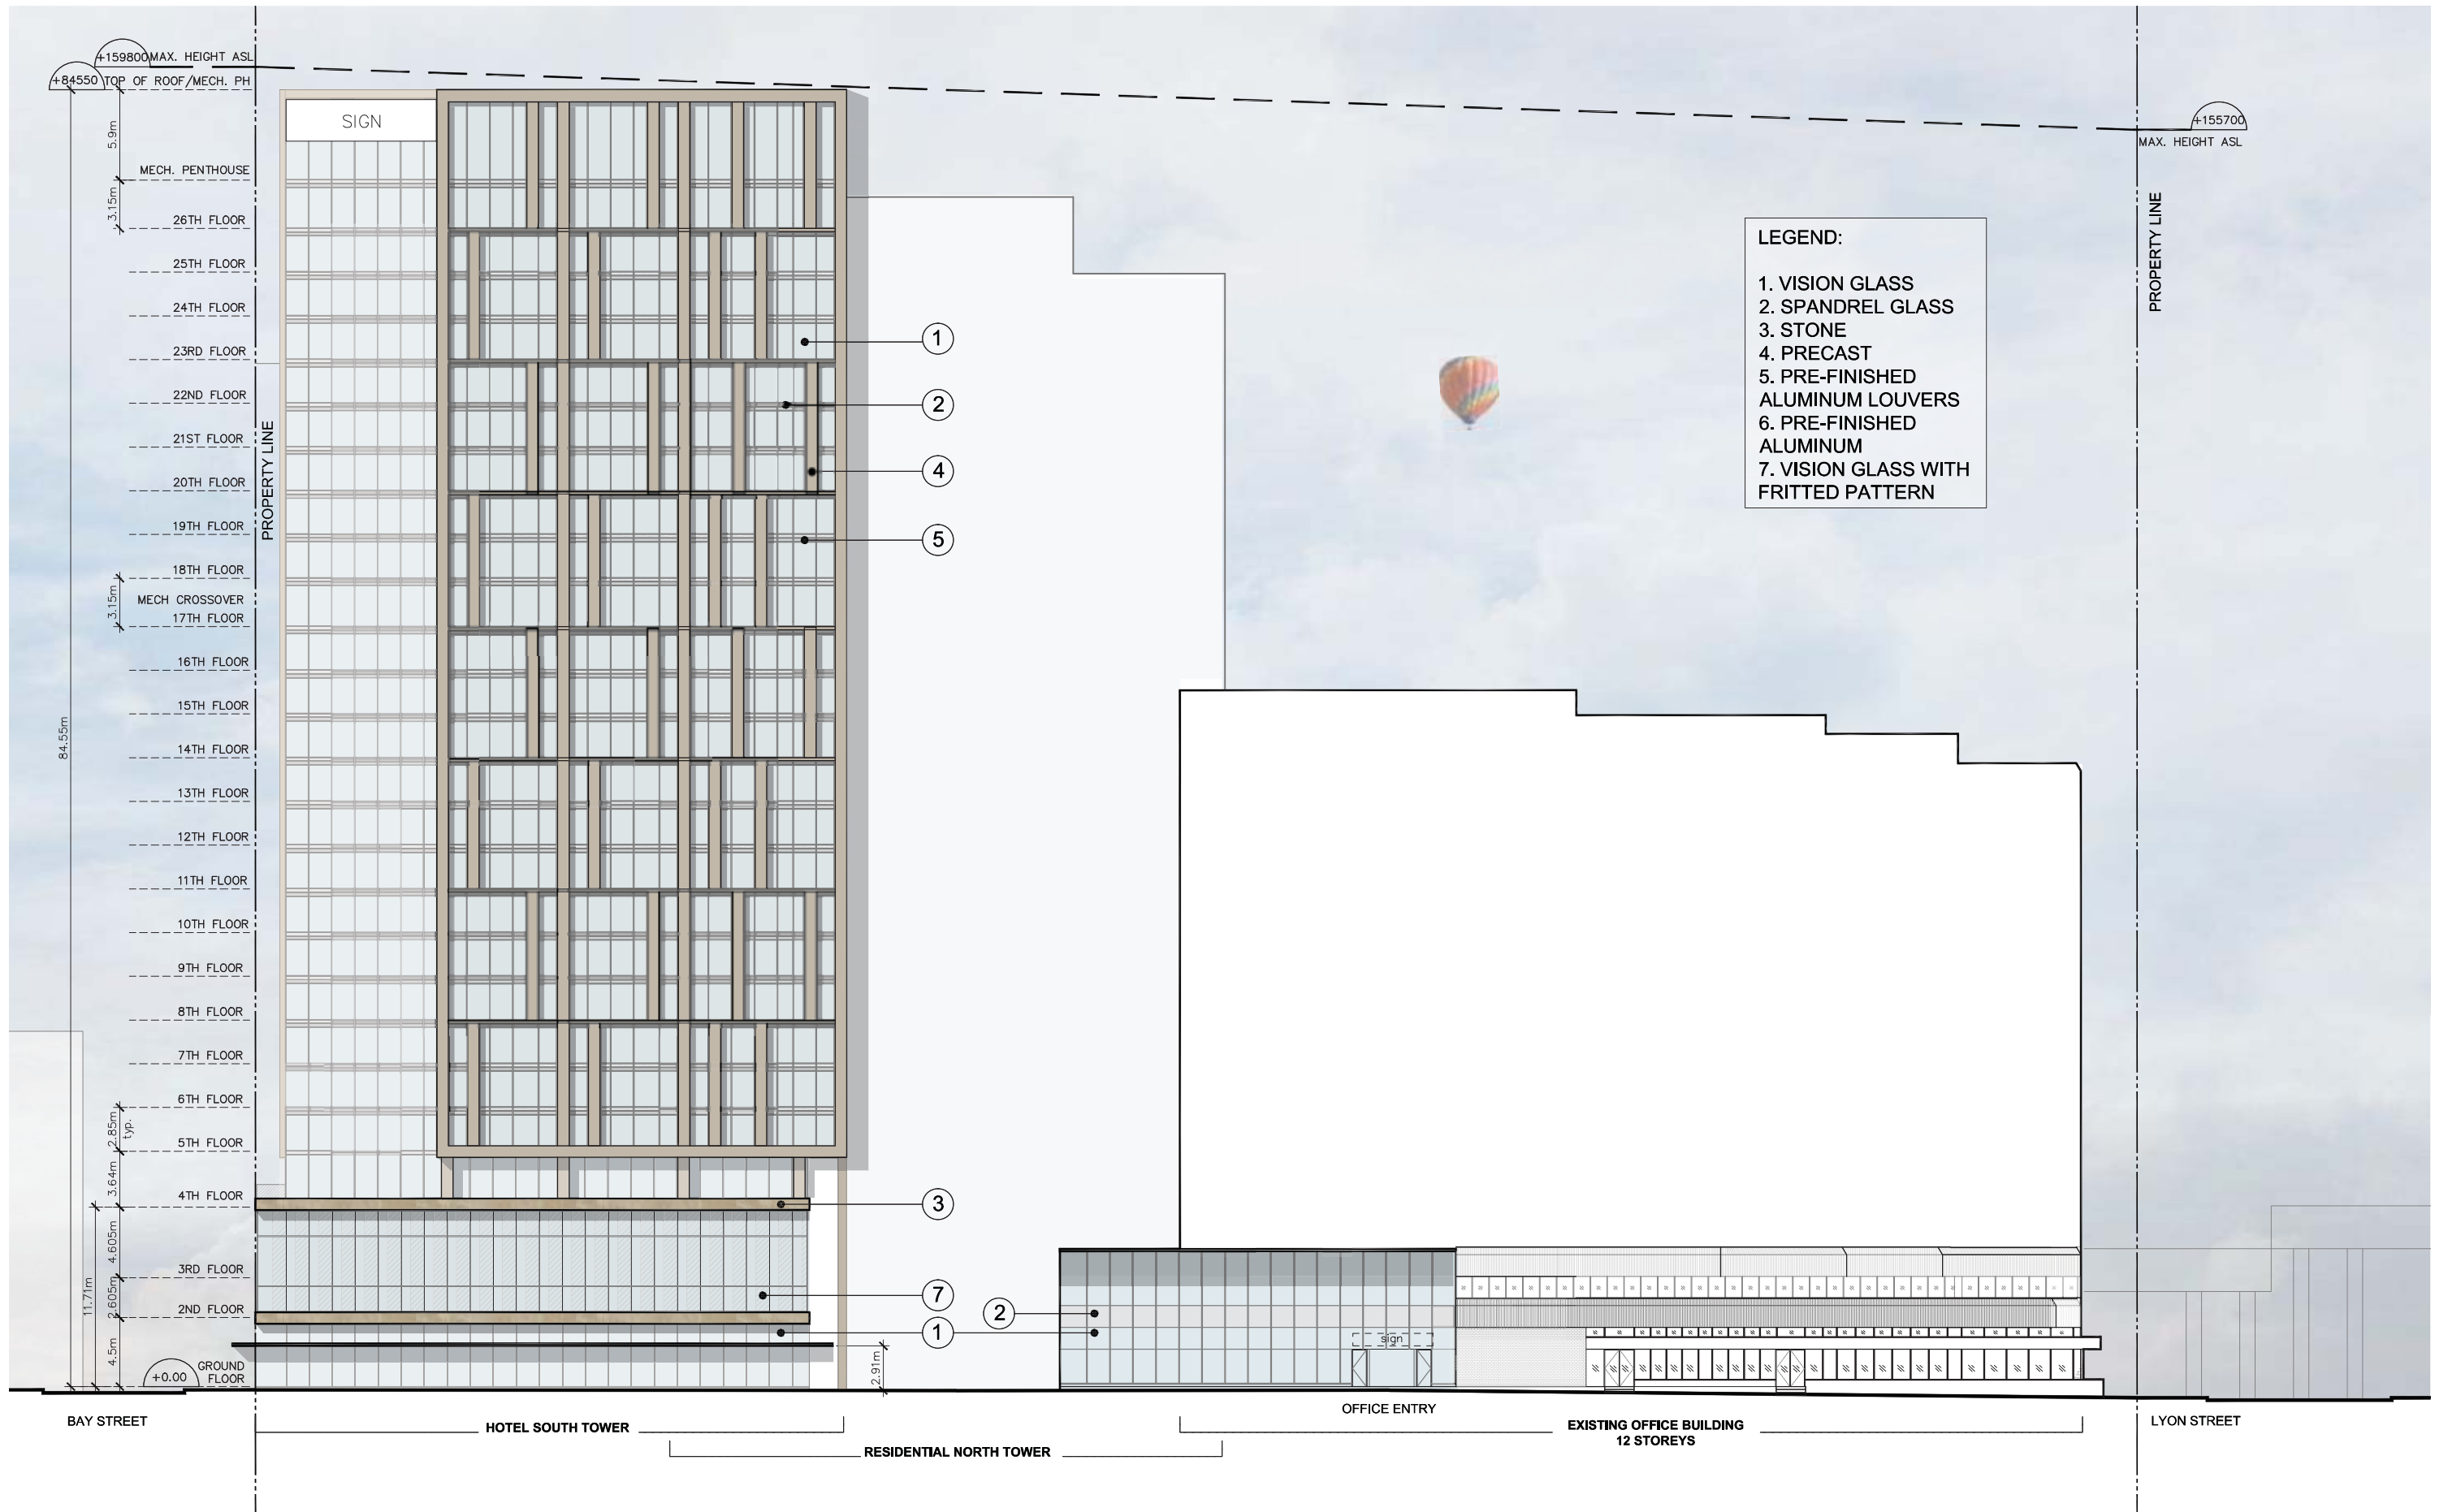 +159800 MAX. HEIGHT ASL
+84550 TOP OF ROOF/MECH. PH
SIGN
5.9m
MECH. PENTHOUSE
3.15m
26TH FLOOR
25TH FLOOR
24TH FLOOR
23RD FLOOR
22ND FLOOR
21ST FLOOR
20TH FLOOR
19TH FLOOR
18TH FLOOR
3.15m
MECH CROSSOVER
17TH FLOOR
16TH FLOOR
15TH FLOOR
14TH FLOOR
13TH FLOOR
12TH FLOOR
11TH FLOOR
10TH FLOOR
9TH FLOOR
8TH FLOOR
7TH FLOOR
6TH FLOOR
2.85m
typ.
5TH FLOOR
3.64m
4TH FLOOR
4.605m
3RD FLOOR
2.605m
2ND FLOOR
4.5m
GROUND
FLOOR
+0.00
84.55m
11.71m
PROPERTY LINE
1
2
4
5
3
7
1
2
2.91m
+155700
MAX. HEIGHT ASL
PROPERTY LINE
LEGEND:
1. VISION GLASS
2. SPANDREL GLASS
3. STONE
4. PRECAST
5. PRE-FINISHED
ALUMINUM LOUVERS
6. PRE-FINISHED
ALUMINUM
7. VISION GLASS WITH
FRITTED PATTERN
sign
BAY STREET
HOTEL SOUTH TOWER
RESIDENTIAL NORTH TOWER
OFFICE ENTRY
EXISTING OFFICE BUILDING
12 STOREYS
LYON STREET